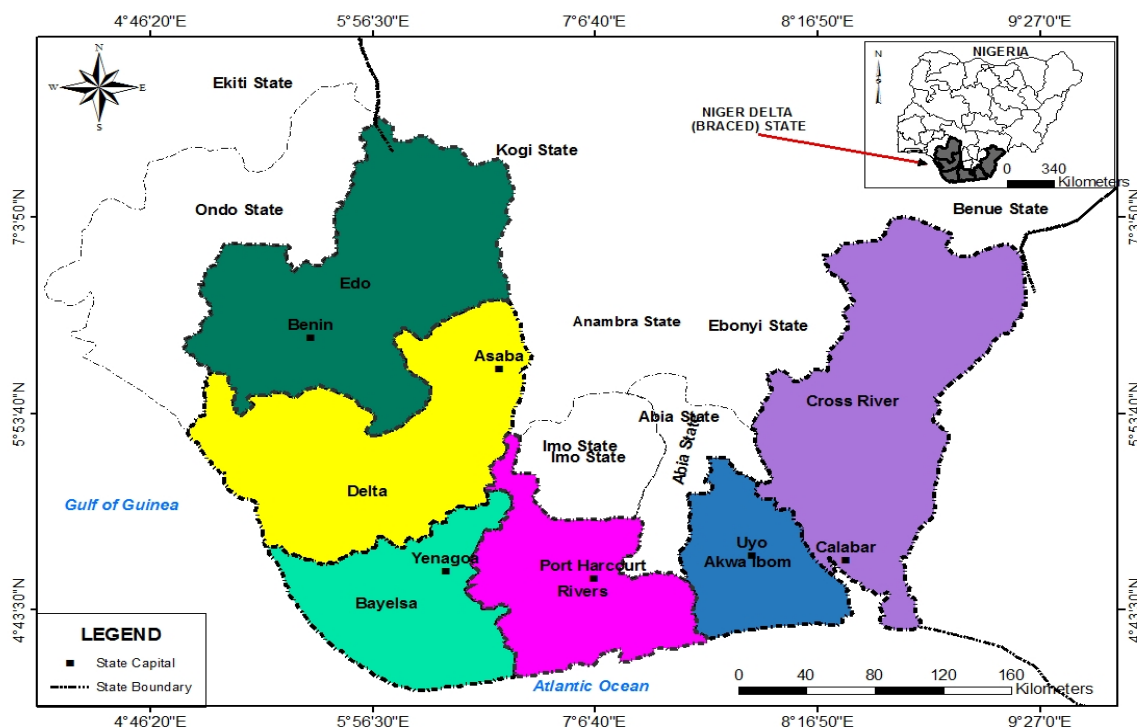 4°46'20"E
5°56'30"E
7°6'40"E
8°16'50"E
9°27'0"E
N
W
E
S
Ekiti State
NIGERIA
N
S
NIGER DELTA
(BRACED) STATE
0 340
Kilometers
Kogi State
Ondo State
Benue State
7°3'50"N
7°3'50"N
Edo
Benin
Anambra State
Ebonyi State
Asaba
5°53'40"N
5°53'40"N
Cross River
Abia State
Abia State
Imo State
Imo State
Delta
Gulf of Guinea
Yenagoa
Port Harcourt
Uyo
Akwa Ibom
Calabar
Bayelsa
Rivers
4°43'30"N
4°43'30"N
LEGEND
State Capital
State Boundary
Atlantic Ocean
0 40 80 120 160
Kilometers
4°46'20"E
5°56'30"E
7°6'40"E
8°16'50"E
9°27'0"E